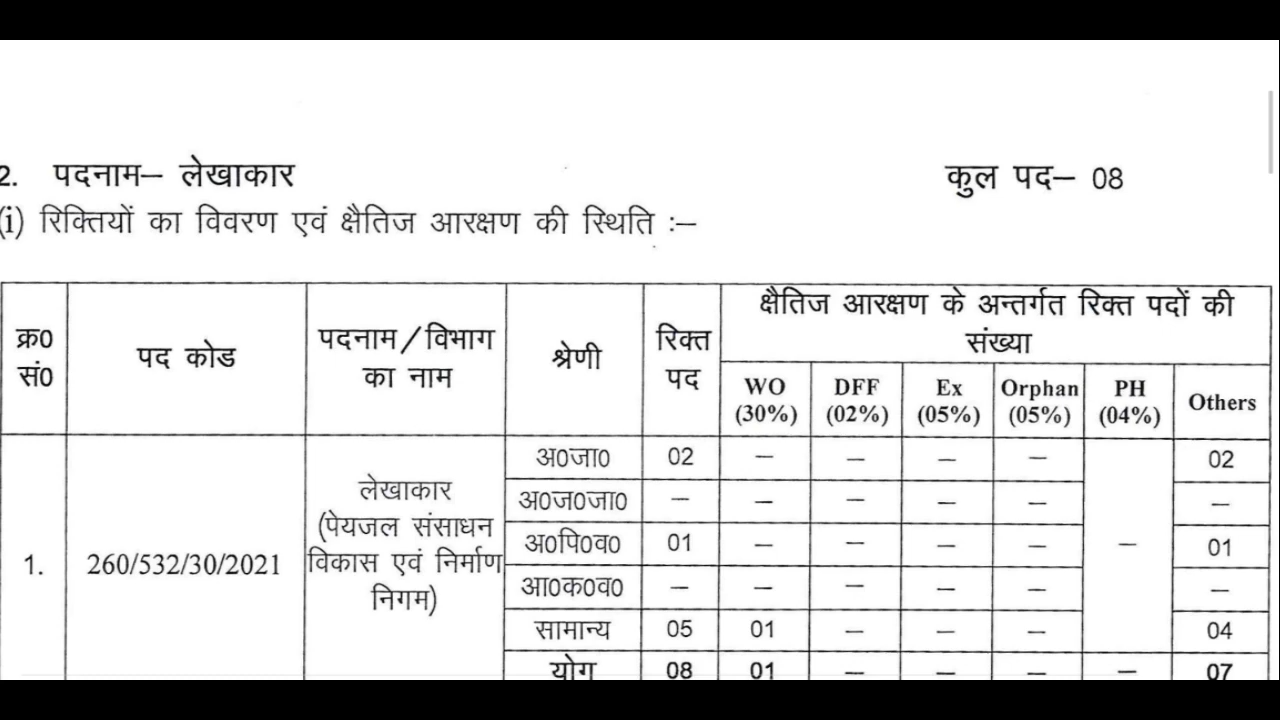 2. पदनाम– लेखाकार कुल पद– 08
(i) रिक्तियों का विवरण एवं क्षैतिज आरक्षण की स्थिति :–
क्र0 सं0 पद कोड पदनाम/विभाग का नाम श्रेणी रिक्त पद क्षैतिज आरक्षण के अन्तर्गत रिक्त पदों की संख्या
WO (30%) DFF (02%) Ex (05%) Orphan (05%) PH (04%) Others
1. 260/532/30/2021 लेखाकार (पेयजल संसाधन विकास एवं निर्माण निगम)
अ0जा0 02 – – – – – 02
अ0ज0जा0 – – – – – –
अ0पि0व0 01 – – – – 01
आ0क0व0 – – – – – –
सामान्य 05 01 – – – 04
योग 08 01 – – – – 07